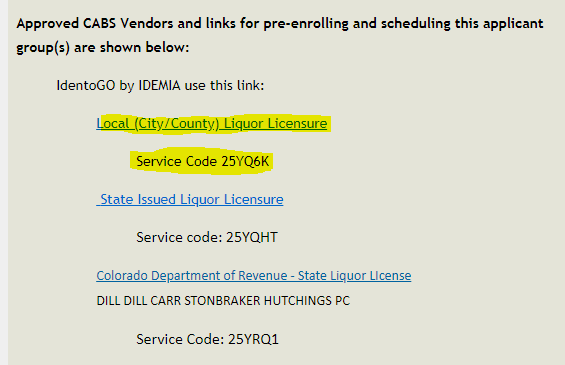 Approved CABS Vendors and links for pre-enrolling and scheduling this applicant
group(s) are shown below:
IdentoGO by IDEMIA use this link:
Local (City/County) Liquor Licensure
Service Code 25YQ6K
State Issued Liquor Licensure
Service code: 25YQHT
Colorado Department of Revenue - State Liquor LIcense
DILL DILL CARR STONBRAKER HUTCHINGS PC
Service Code: 25YRQ1